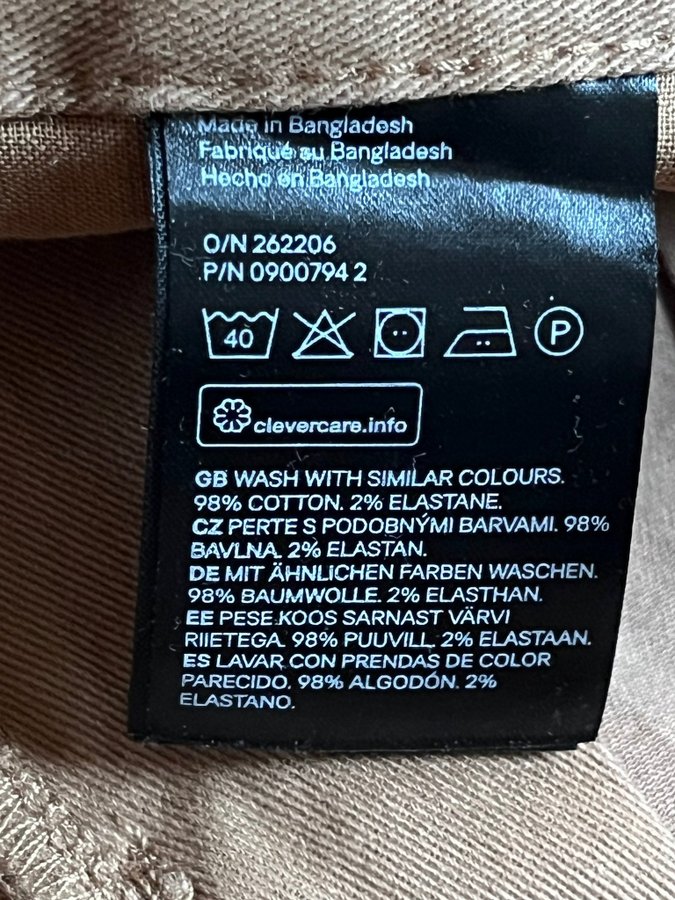 Made in Bangladesh
Fabriqué au Bangladesh
Hecho en Bangladesh
O/N 262206
P/N 0900794 2
40 P
clevercare.info
GB WASH WITH SIMILAR COLOURS.
98% COTTON. 2% ELASTANE.
CZ PERTE S PODOBNÝMI BARVAMI. 98%
BAVLNA. 2% ELASTAN.
DE MIT ÄHNLICHEN FARBEN WASCHEN.
98% BAUMWOLLE. 2% ELASTHAN.
EE PESE KOOS SARNAST VÄRVI
RIIETEGA. 98% PUUVILL. 2% ELASTAAN.
ES LAVAR CON PRENDAS DE COLOR
PARECIDO. 98% ALGODÓN. 2%
ELASTANO.